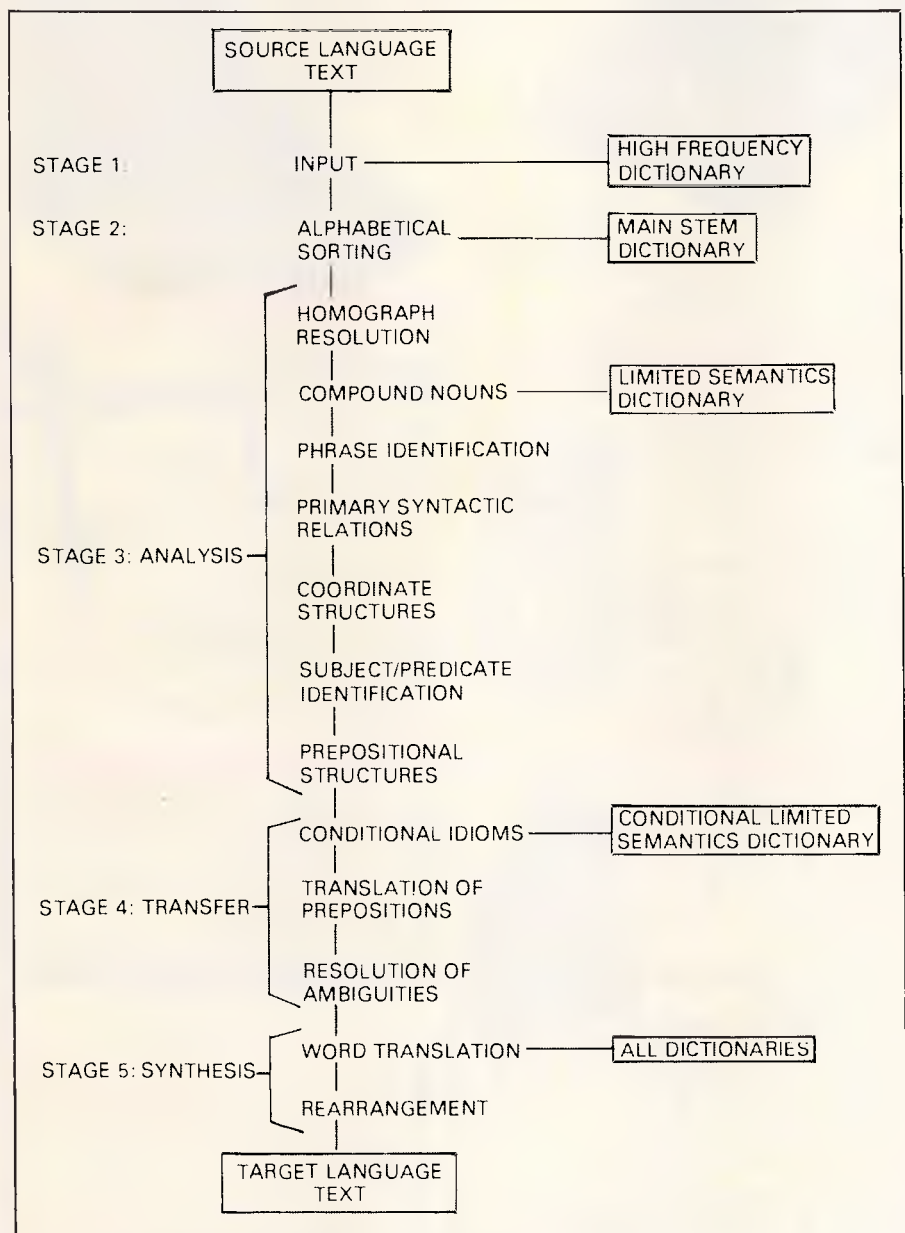 SOURCE LANGUAGE
TEXT
STAGE 1:
INPUT
HIGH FREQUENCY
DICTIONARY
STAGE 2:
ALPHABETICAL
SORTING
MAIN STEM
DICTIONARY
HOMOGRAPH
RESOLUTION
COMPOUND NOUNS
LIMITED SEMANTICS
DICTIONARY
PHRASE IDENTIFICATION
PRIMARY SYNTACTIC
RELATIONS
STAGE 3: ANALYSIS
COORDINATE
STRUCTURES
SUBJECT/PREDICATE
IDENTIFICATION
PREPOSITIONAL
STRUCTURES
CONDITIONAL IDIOMS
CONDITIONAL LIMITED
SEMANTICS DICTIONARY
STAGE 4: TRANSFER
TRANSLATION OF
PREPOSITIONS
RESOLUTION OF
AMBIGUITIES
STAGE 5: SYNTHESIS
WORD TRANSLATION
ALL DICTIONARIES
REARRANGEMENT
TARGET LANGUAGE
TEXT